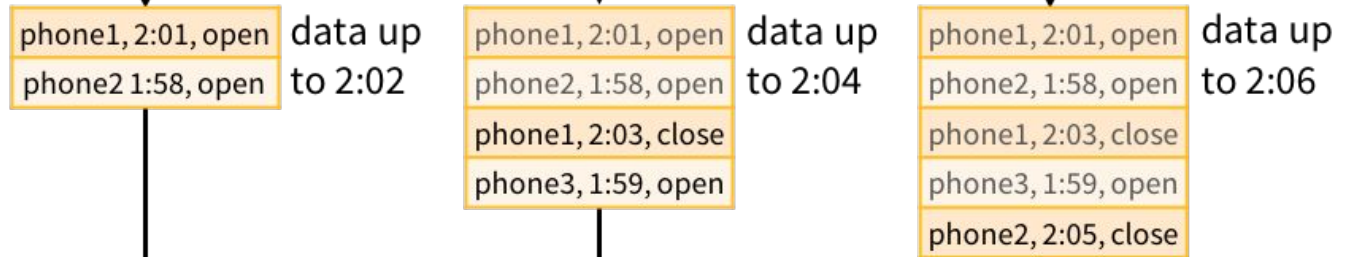 phone1, 2:01, open
phone2 1:58, open
data up
to 2:02
phone1, 2:01, open
phone2, 1:58, open
phone1, 2:03, close
phone3, 1:59, open
data up
to 2:04
phone1, 2:01, open
phone2, 1:58, open
phone1, 2:03, close
phone3, 1:59, open
phone2, 2:05, close
data up
to 2:06